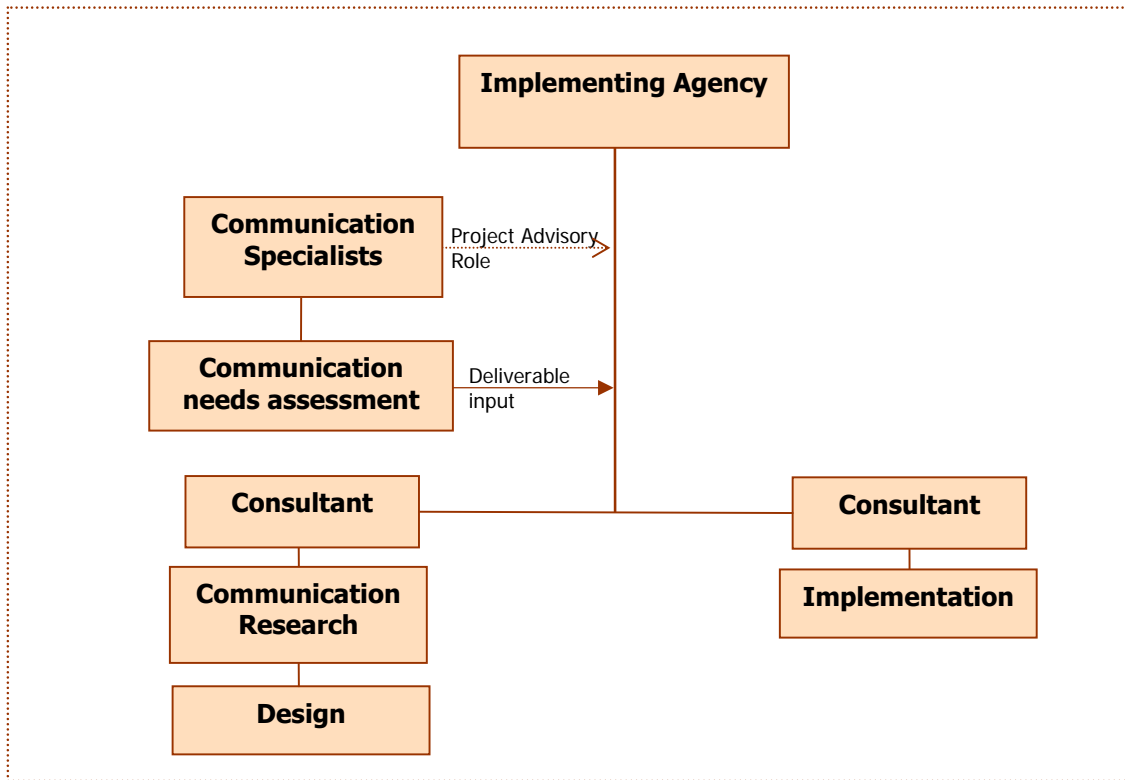 Implementing Agency
Communication
Specialists
Project Advisory
Role
Communication
needs assessment
Deliverable
input
Consultant
Consultant
Communication
Research
Implementation
Design